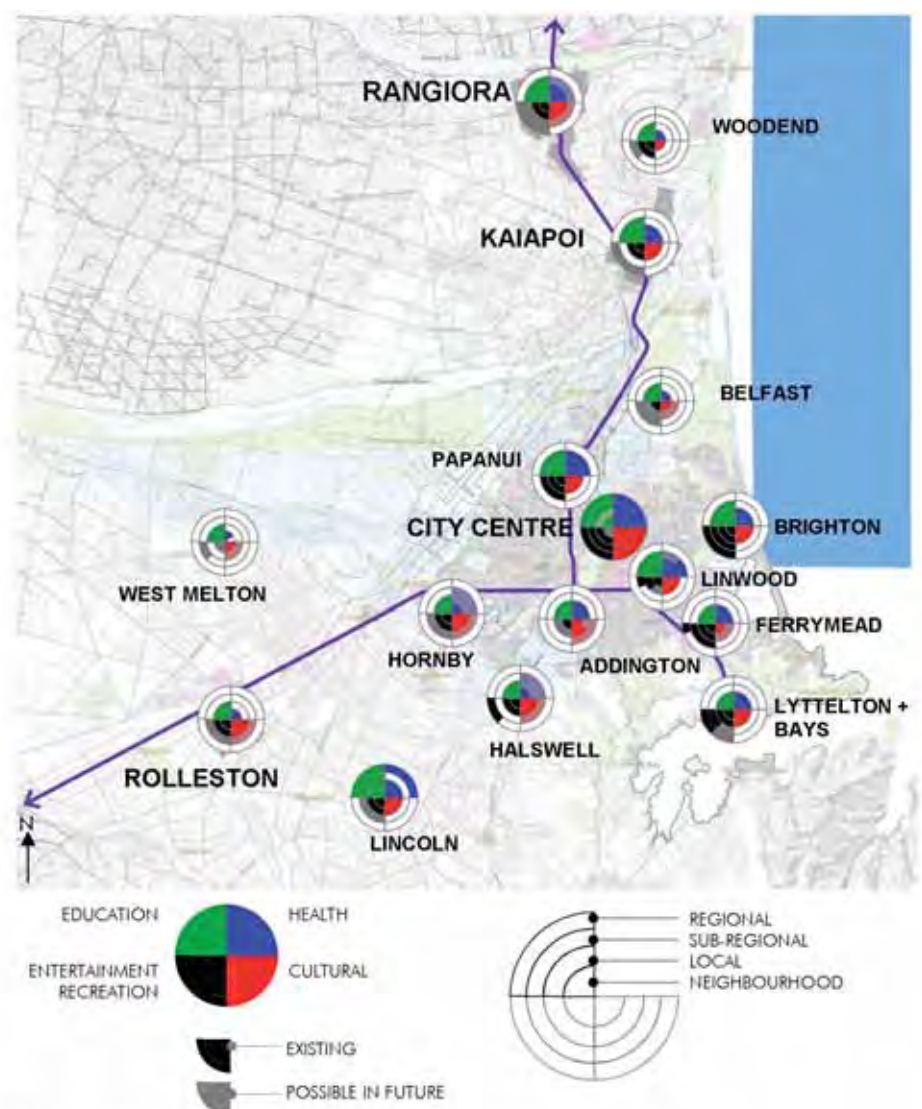 RANGIORA
WOODEND
KAIAPOI
BELFAST
PAPANUI
CITY CENTRE
BRIGHTON
WEST MELTON
LINWOOD
FERRYMEAD
HORNBY
ADDINGTON
LYTTELTON +
BAYS
HALSWELL
ROLLESTON
LINCOLN
N
EDUCATION
HEALTH
ENTERTAINMENT
RECREATION
CULTURAL
EXISTING
POSSIBLE IN FUTURE
REGIONAL
SUB-REGIONAL
LOCAL
NEIGHBOURHOOD